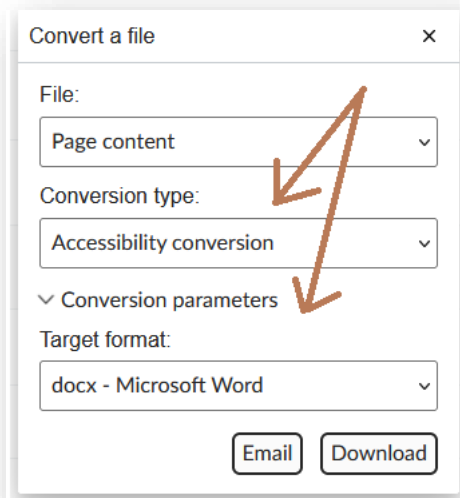 Convert a file
File:
Page content
Conversion type:
Accessibility conversion
Conversion parameters
Target format:
docx - Microsoft Word
Email Download